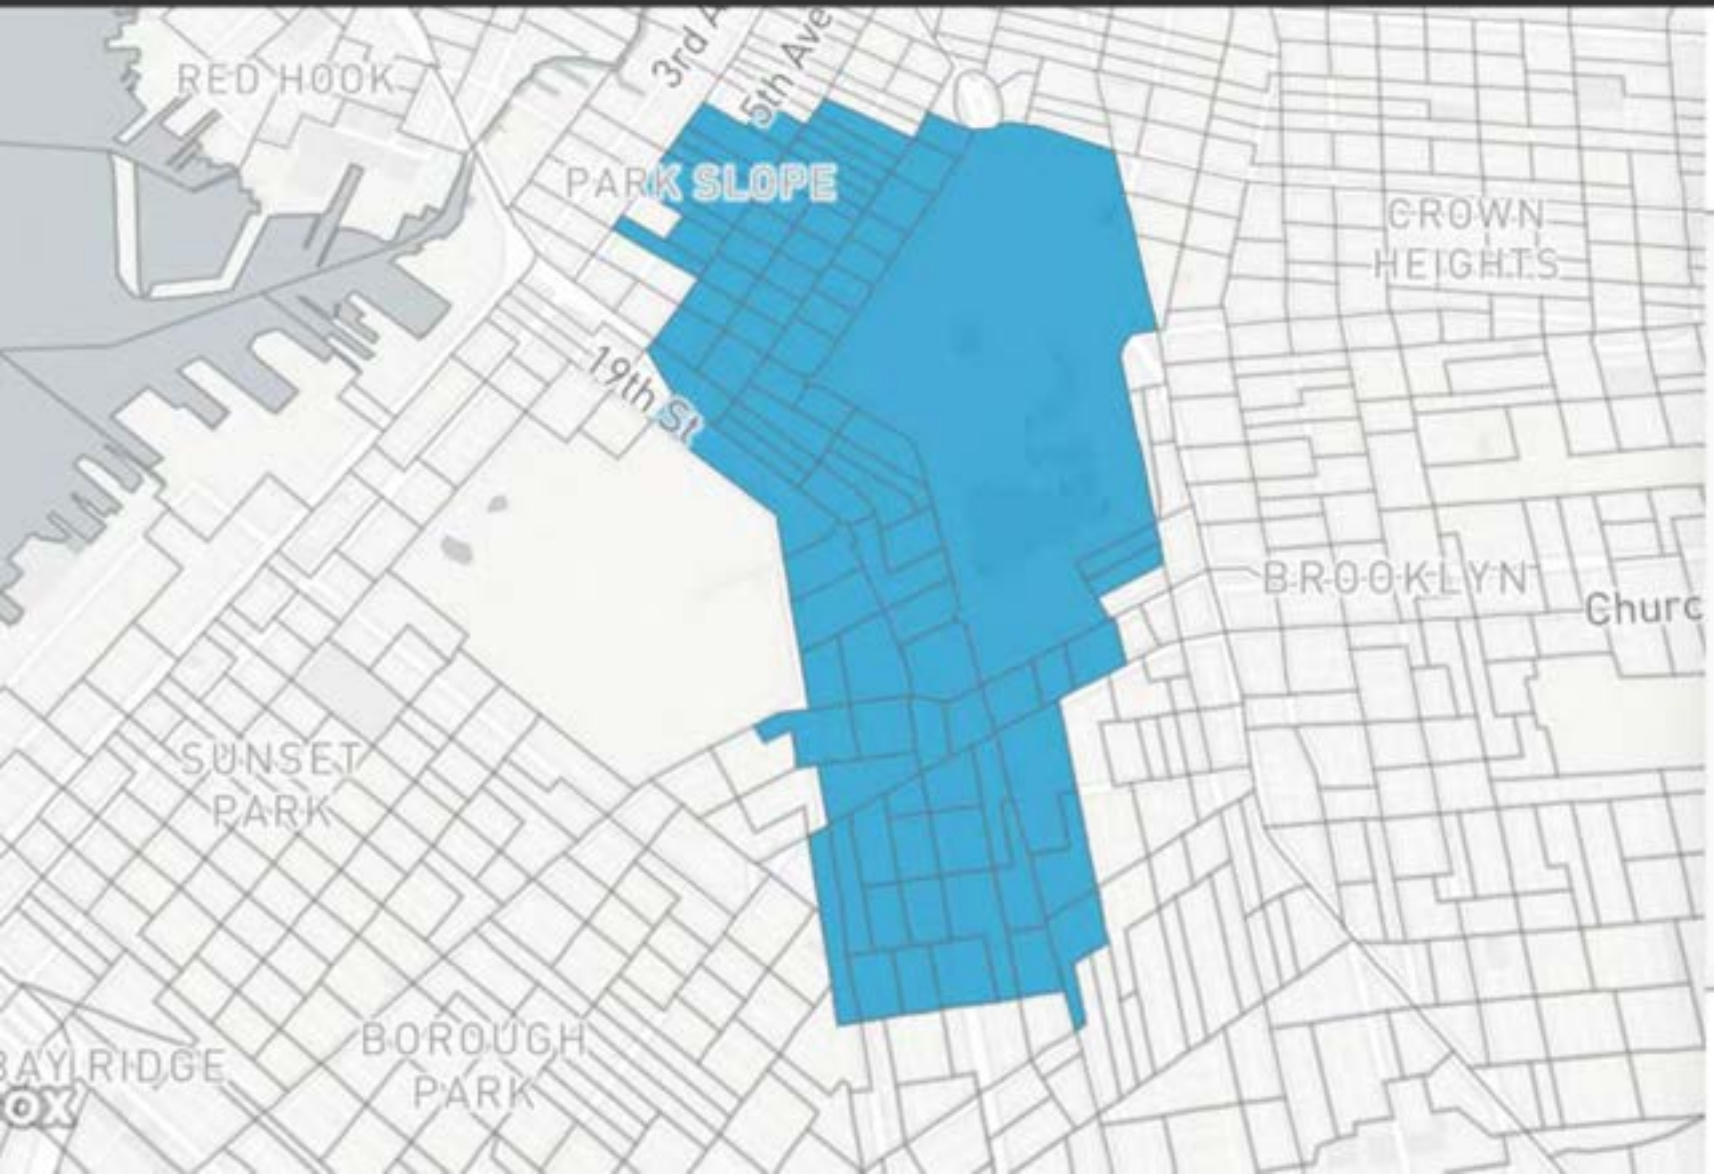 3rd A
5th Ave
RED HOOK
PARK SLOPE
CROWN
HEIGHTS
19th St
BROOKLYN
Churc
SUNSET
PARK
BOROUGH
PARK
BAY RIDGE
ox